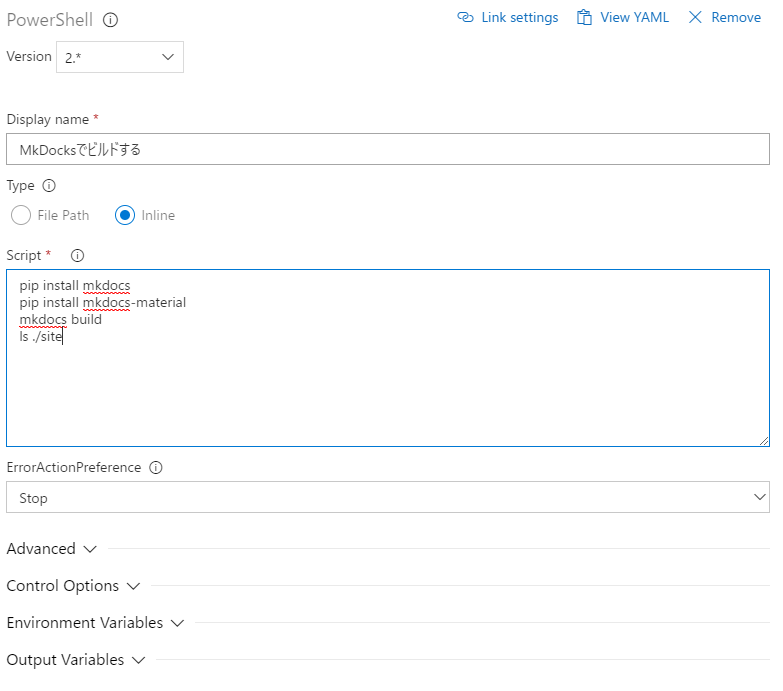 PowerShell
Link settings
View YAML
Remove
Version 2.*
Display name *
MkDocksでビルドする
Type
File Path
Inline
Script *
pip install mkdocs
pip install mkdocs-material
mkdocs build
ls ./site
ErrorActionPreference
Stop
Advanced
Control Options
Environment Variables
Output Variables